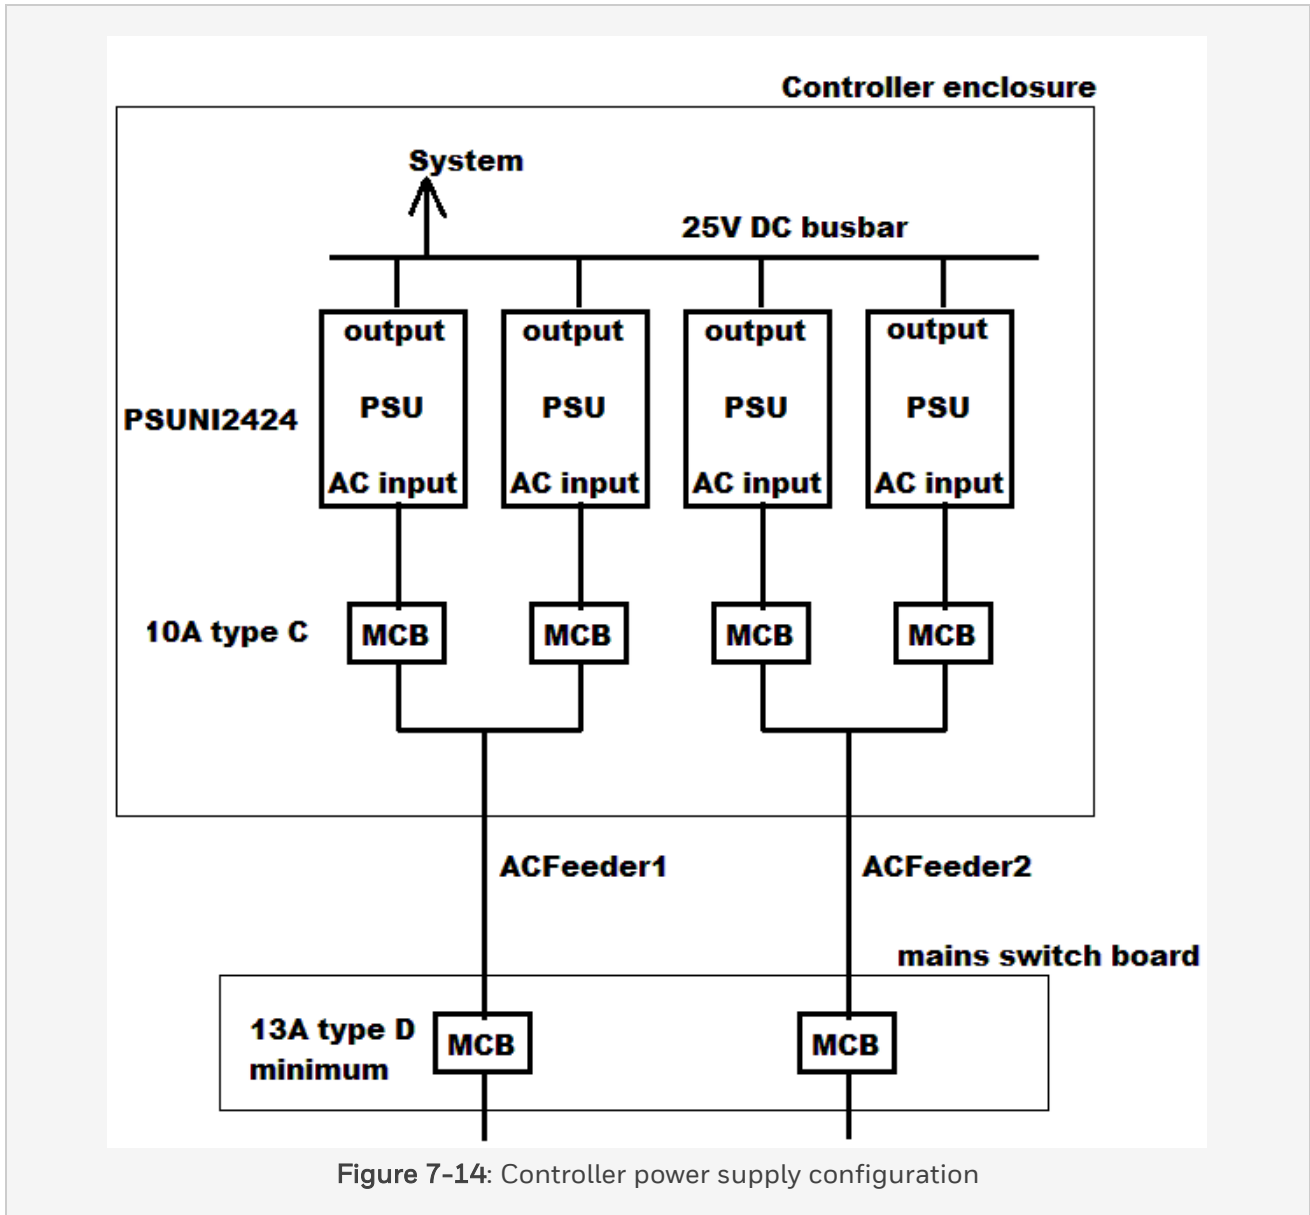 Controller enclosure
System
25V DC busbar
output output output output
PSUNI2424 PSU PSU PSU PSU
AC input AC input AC input AC input
10A type C MCB MCB MCB MCB
ACFeeder1 ACFeeder2
mains switch board
13A type D
minimum
MCB MCB
Figure 7-14: Controller power supply configuration